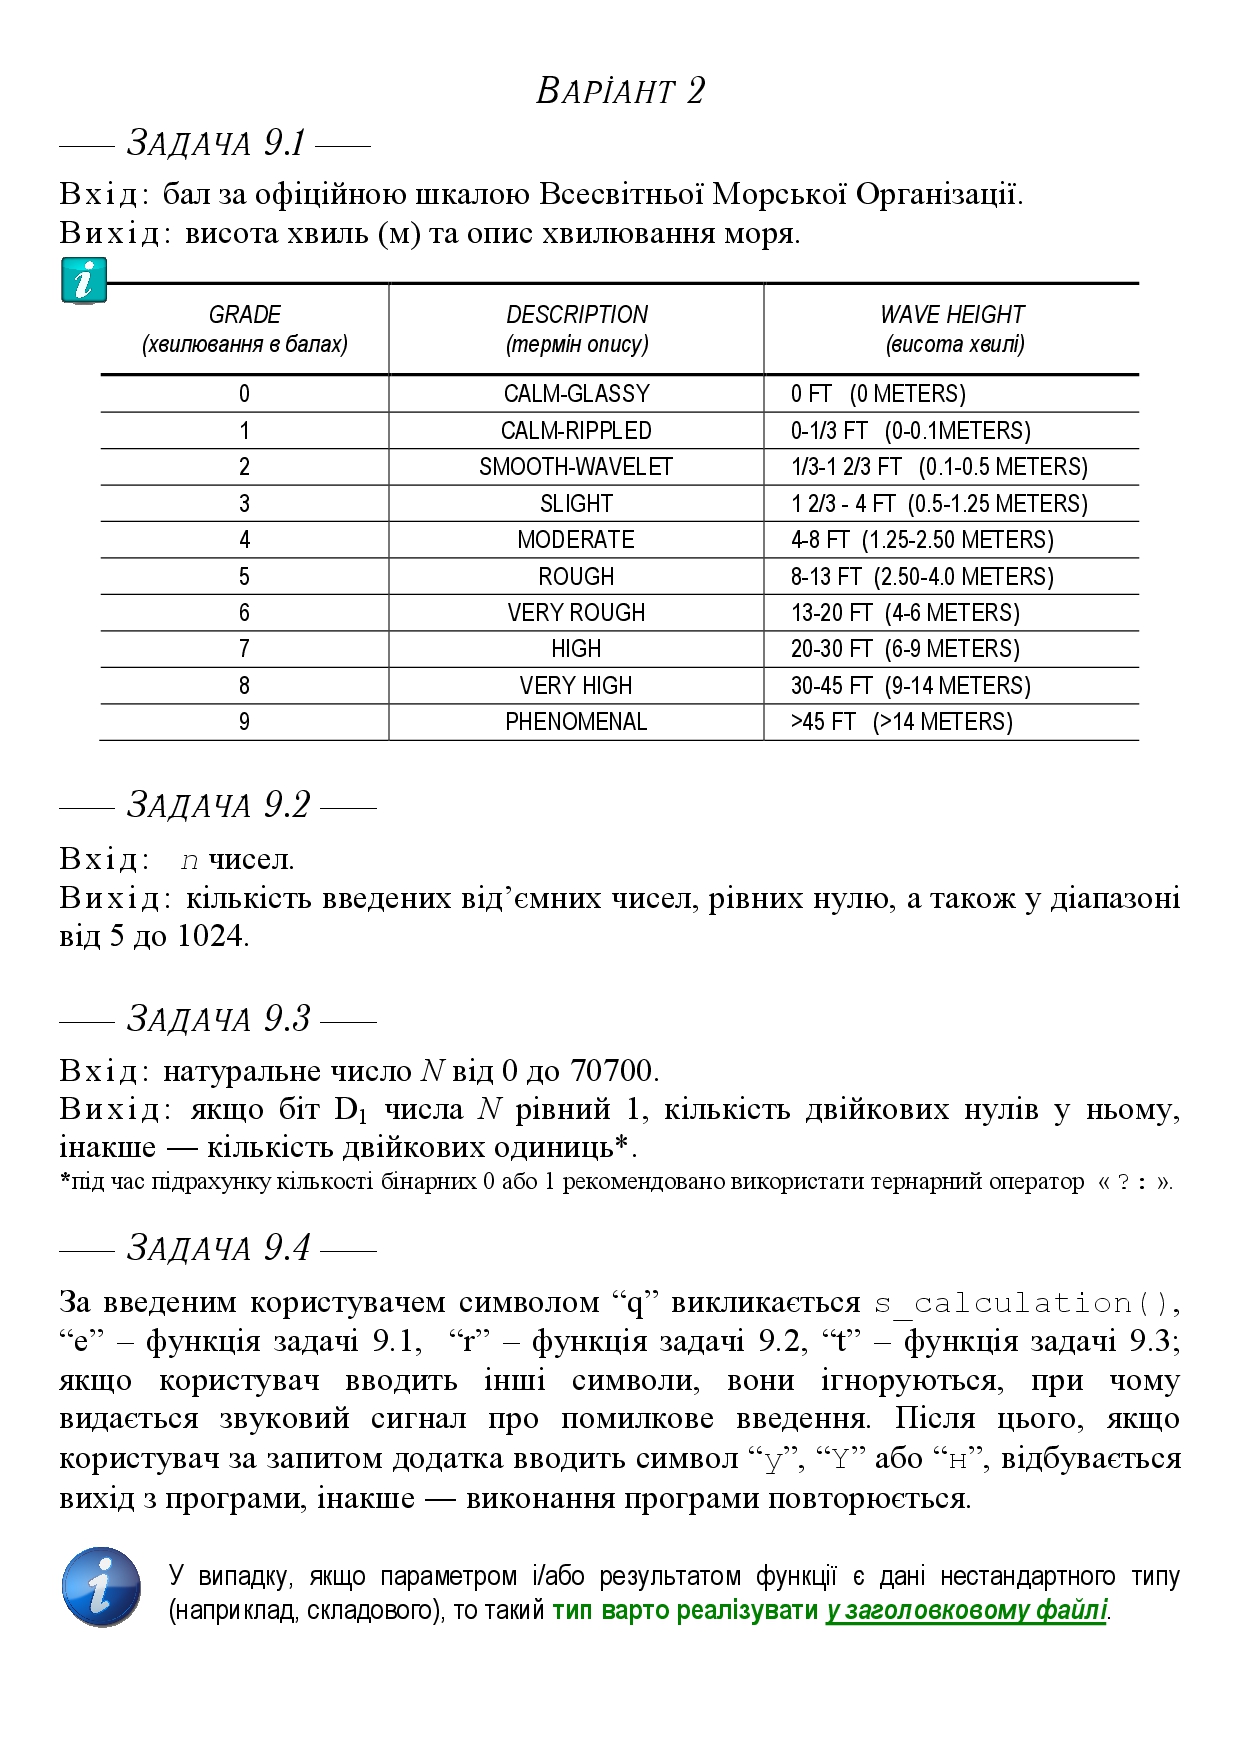 ВАРІАНТ 2
ЗАДАЧА 9.1
Вхід: бал за офіційною шкалою Всесвітньої Морської Організації.
Вихід: висота хвиль (м) та опис хвилювання моря.
GRADE (хвилювання в балах) DESCRIPTION (термін опису) WAVE HEIGHT (висота хвилі)
0 CALM-GLASSY 0 FT (0 METERS)
1 CALM-RIPPLED 0-1/3 FT (0-0.1METERS)
2 SMOOTH-WAVELET 1/3-1 2/3 FT (0.1-0.5 METERS)
3 SLIGHT 1 2/3 - 4 FT (0.5-1.25 METERS)
4 MODERATE 4-8 FT (1.25-2.50 METERS)
5 ROUGH 8-13 FT (2.50-4.0 METERS)
6 VERY ROUGH 13-20 FT (4-6 METERS)
7 HIGH 20-30 FT (6-9 METERS)
8 VERY HIGH 30-45 FT (9-14 METERS)
9 PHENOMENAL >45 FT (>14 METERS)
ЗАДАЧА 9.2
Вхід: n чисел.
Вихід: кількість введених від’ємних чисел, рівних нулю, а також у діапазоні
від 5 до 1024.
ЗАДАЧА 9.3
Вхід: натуральне число N від 0 до 70700.
Вихід: якщо біт D1 числа N рівний 1, кількість двійкових нулів у ньому,
інакше — кількість двійкових одиниць*.
*під час підрахунку кількості бінарних 0 або 1 рекомендовано використати тернарний оператор « ? : ».
ЗАДАЧА 9.4
За введеним користувачем символом “q” викликається s_calculation(),
“e” – функція задачі 9.1, “r” – функція задачі 9.2, “t” – функція задачі 9.3;
якщо користувач вводить інші символи, вони ігноруються, при чому
видається звуковий сигнал про помилкове введення. Після цього, якщо
користувач за запитом додатка вводить символ “y”, “Y” або “н”, відбувається
вихід з програми, інакше — виконання програми повторюється.
У випадку, якщо параметром і/або результатом функції є дані нестандартного типу
(наприклад, складового), то такий тип варто реалізувати у заголовковому файлі.